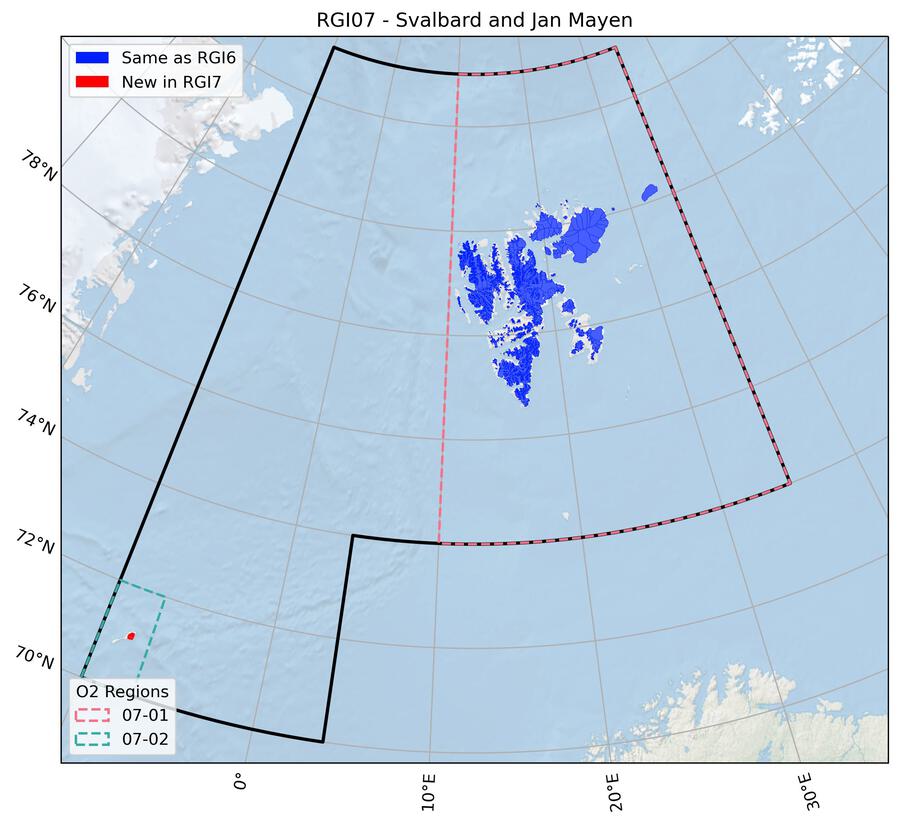 RGI07 - Svalbard and Jan Mayen
Same as RGI6
New in RGI7
78°N
76°N
74°N
72°N
70°N
O2 Regions
07-01
07-02
0°
10°E
20°E
30°E